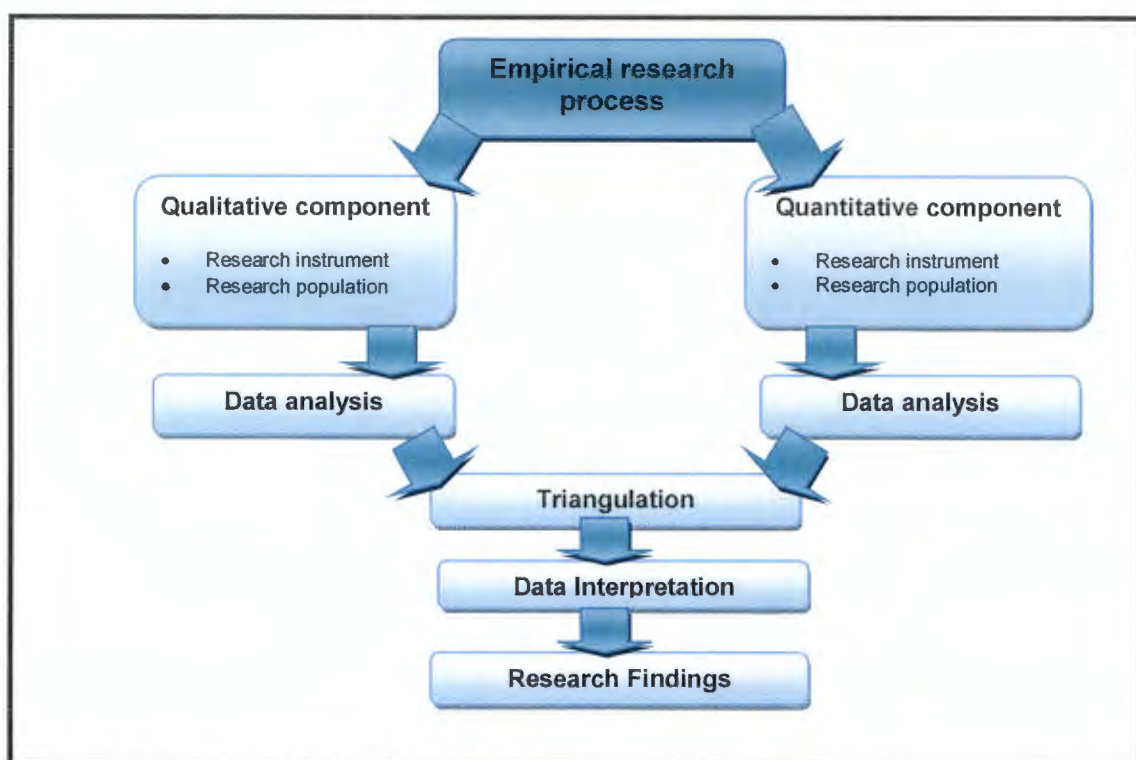 Empirical research
process
Qualitative component
• Research instrument
• Research population
Quantitative component
• Research instrument
• Research population
Data analysis
Data analysis
Triangulation
Data Interpretation
Research Findings